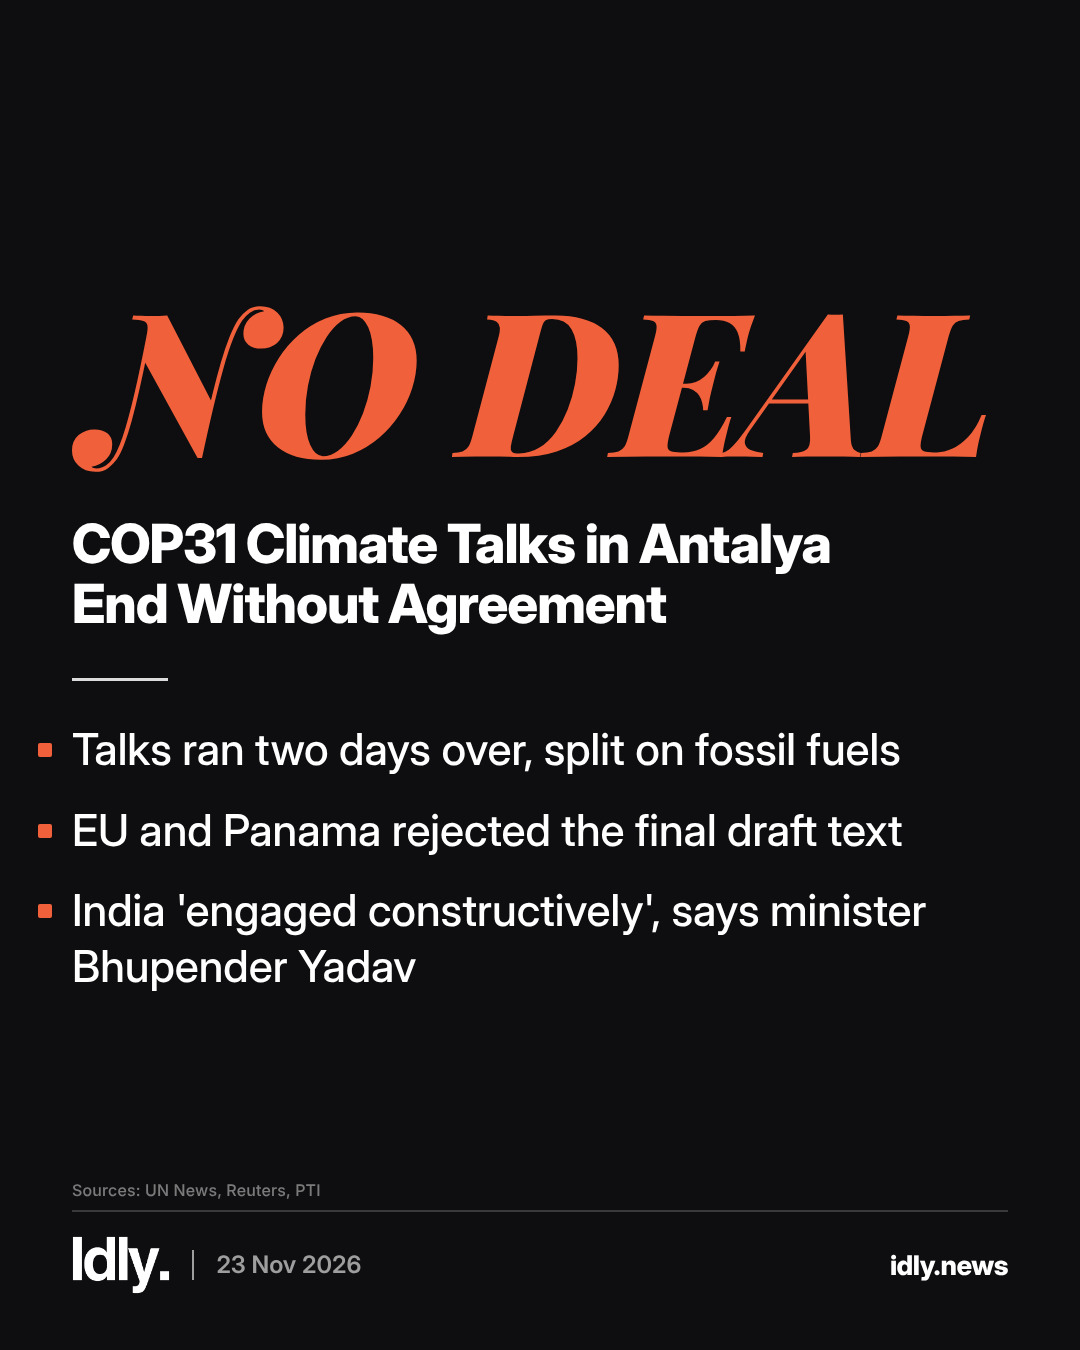 NO DEAL
COP31 Climate Talks in Antalya
End Without Agreement
Talks ran two days over, split on fossil fuels
EU and Panama rejected the final draft text
India 'engaged constructively', says minister
Bhupender Yadav
Sources: UN News, Reuters, PTI
Idly. | 23 Nov 2026
idly.news